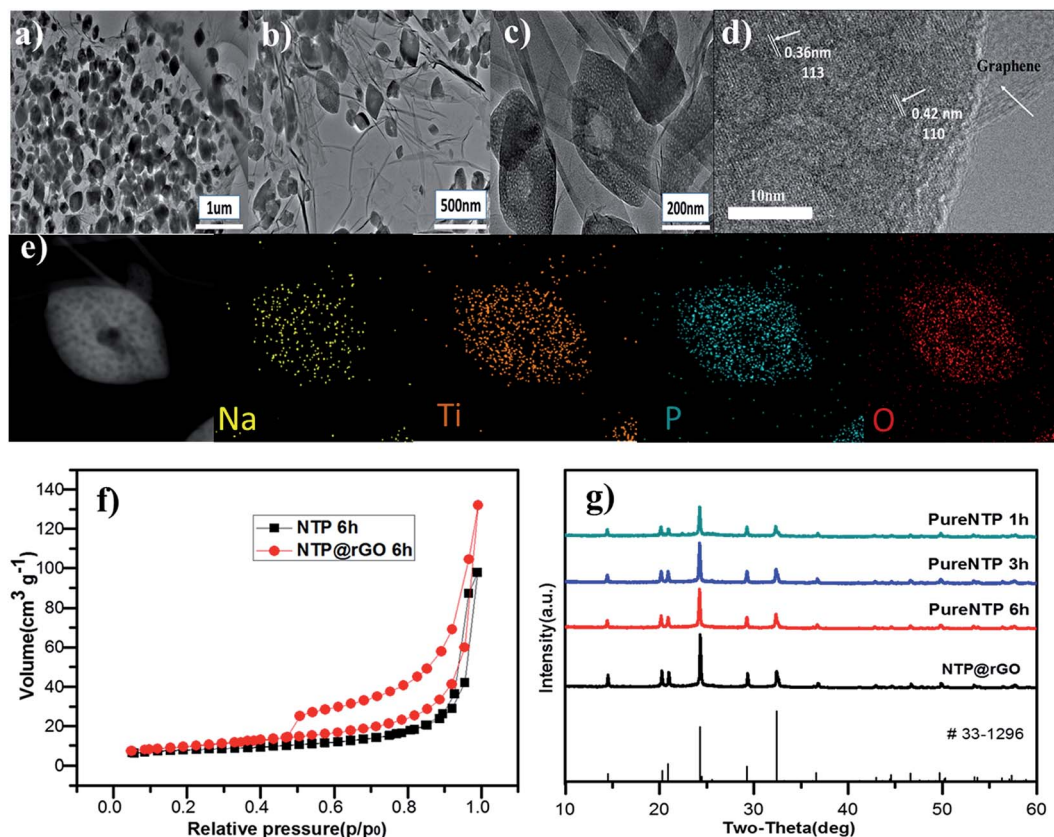 a)
1um
b)
500nm
c)
200nm
d)
0.36nm
113
Graphene
0.42 nm
110
10nm
e)
Na
Ti
P
O
f)
NTP 6h
NTP@rGO 6h
Volume(cm³ g⁻¹)
140
120
100
80
60
40
20
0
0.0 0.2 0.4 0.6 0.8 1.0
Relative pressure(p/p₀)
g)
PureNTP 1h
PureNTP 3h
PureNTP 6h
NTP@rGO
# 33-1296
Intensity(a.u.)
10 20 30 40 50 60
Two-Theta(deg)